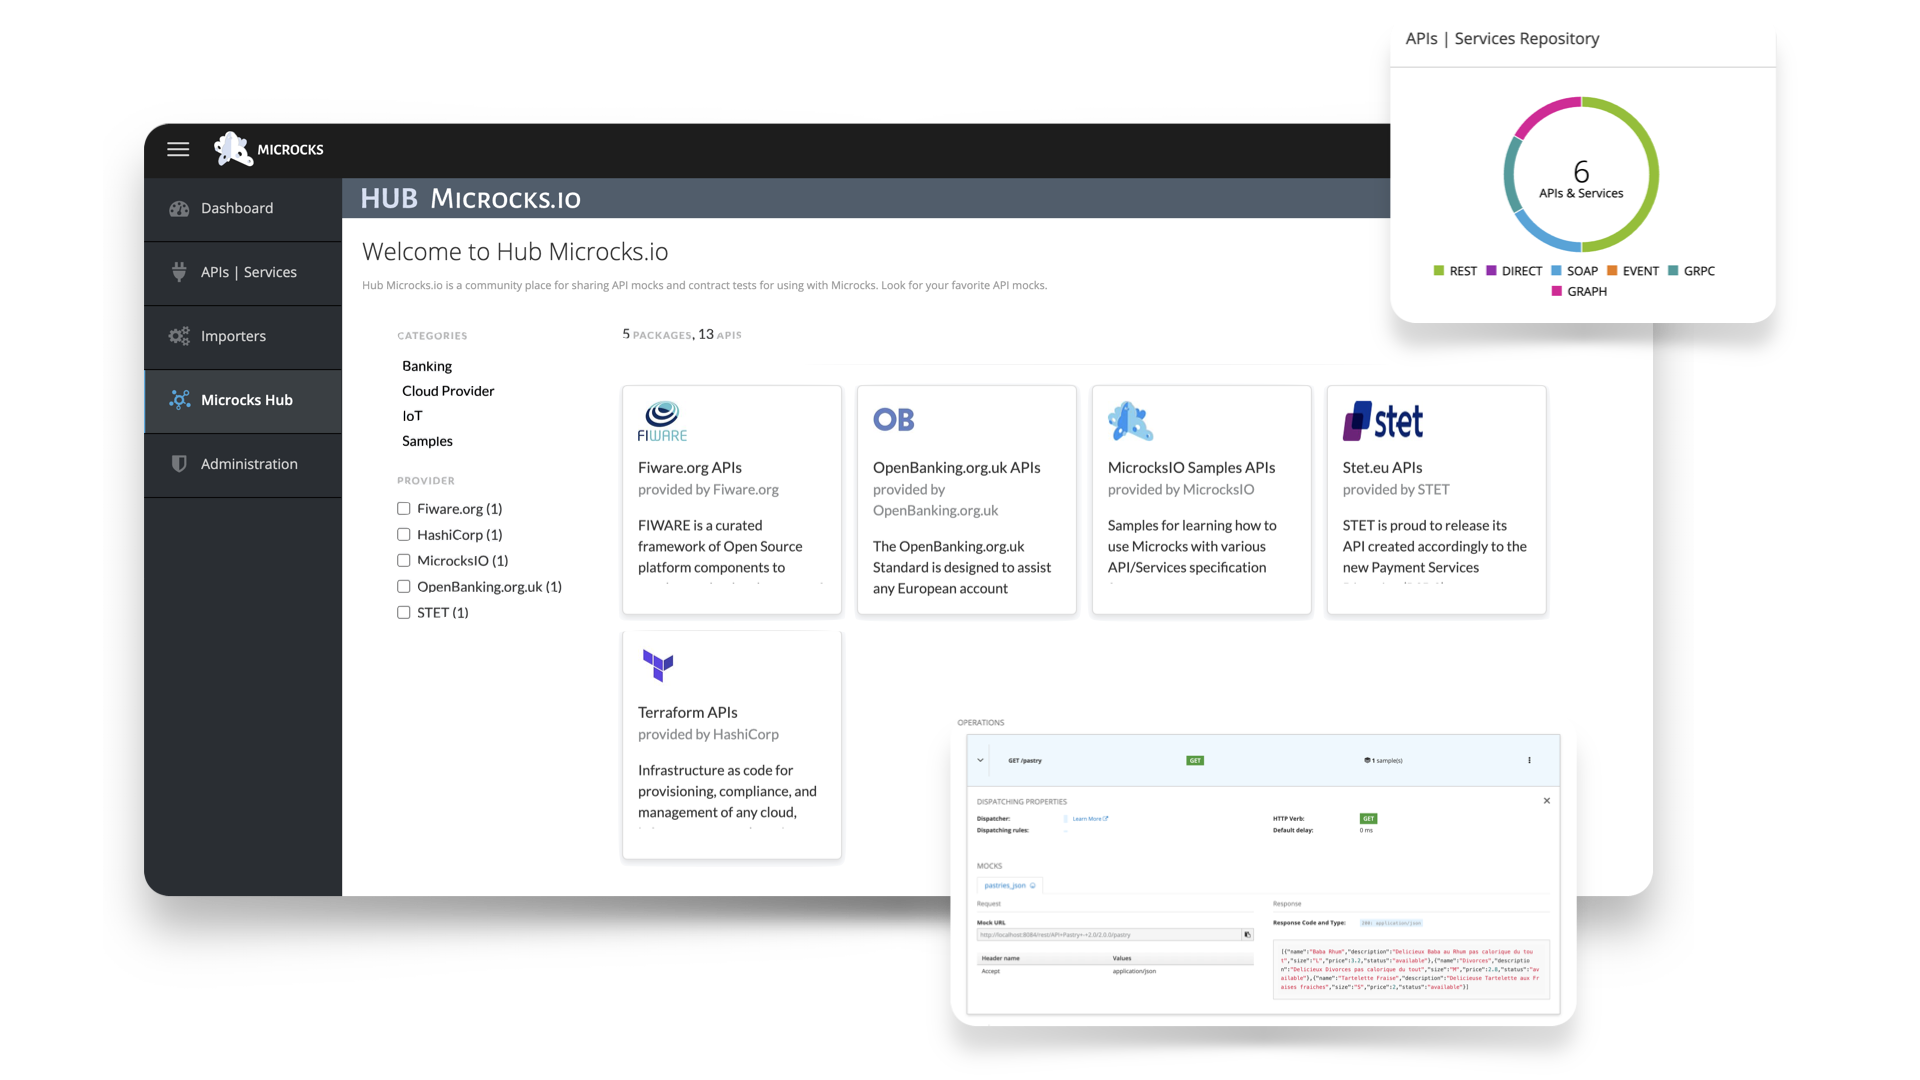 APIs | Services Repository
6
APIs & Services
REST DIRECT SOAP EVENT GRPC
GRAPH
MICROCKS
Dashboard
APIs | Services
Importers
Microcks Hub
Administration
HUB MICROCKS.IO
Welcome to Hub Microcks.io
Hub Microcks.io is a community place for sharing API mocks and contract tests for using with Microcks. Look for your favorite API mocks.
CATEGORIES
Banking
Cloud Provider
IoT
Samples
PROVIDER
Fiware.org (1)
HashiCorp (1)
MicrocksIO (1)
OpenBanking.org.uk (1)
STET (1)
5 PACKAGES, 13 APIS
FIWARE
Fiware.org APIs
provided by Fiware.org
FIWARE is a curated
framework of Open Source
platform components to
OB
OpenBanking.org.uk APIs
provided by
OpenBanking.org.uk
The OpenBanking.org.uk
Standard is designed to assist
any European account
MicrocksIO Samples APIs
provided by MicrocksIO
Samples for learning how to
use Microcks with various
API/Services specification
stet
Stet.eu APIs
provided by STET
STET is proud to release its
API created accordingly to the
new Payment Services
Terraform APIs
provided by HashiCorp
Infrastructure as code for
provisioning, compliance, and
management of any cloud,
OPERATIONS
GET /pastry GET 1 sample(s)
DISPATCHING PROPERTIES
Dispatcher: Learn More
Dispatching rules:
HTTP Verb: GET
Default delay: 0 ms
MOCKS
pastries_json
Request
Mock URL
http://localhost:8084/rest/API+Pastry+-+2.0/2.0.0/pastry
Header name Values
Accept application/json
Response
Response Code and Type: 200: application/json
[{"name":"Baba Rhum","description":"Delicieux Baba au Rhum pas calorique du tou
t","size":"L","price":3.2,"status":"available"},{"name":"Divorces","descriptio
n":"Delicieux Divorces pas calorique du tout","size":"M","price":2.8,"status":"av
ailable"},{"name":"Tartelette Fraise","description":"Delicieuse Tartelette aux Fr
aises fraiches","size":"S","price":2,"status":"available"}]